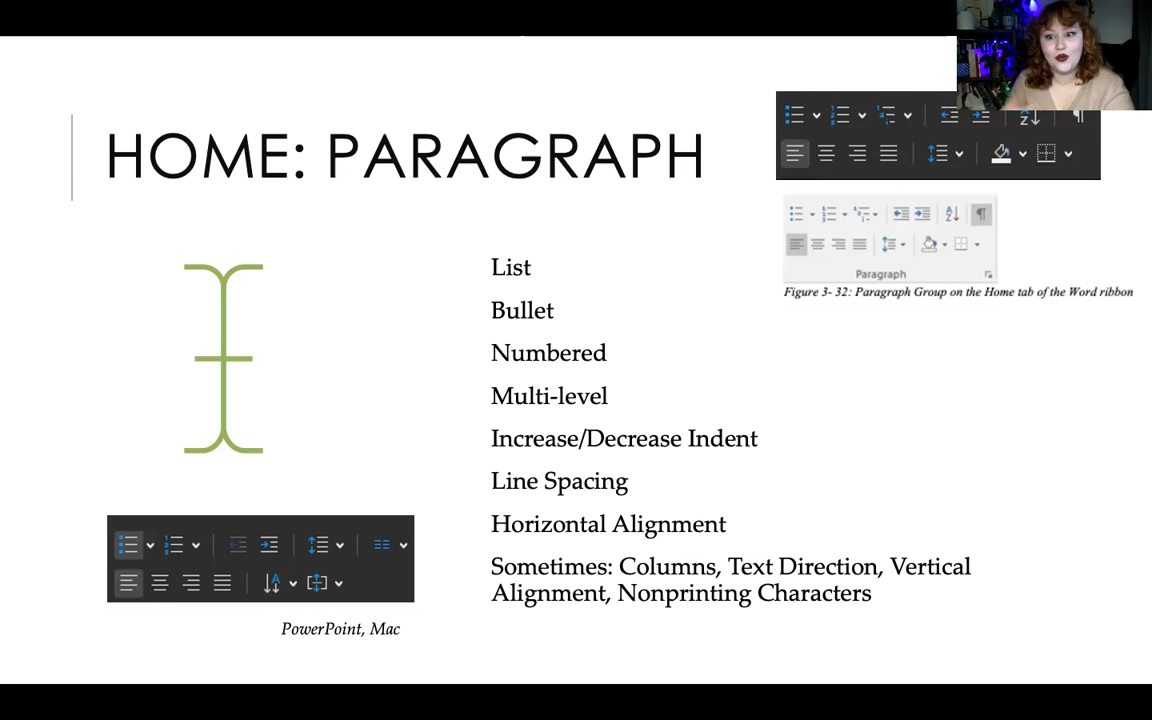 HOME: PARAGRAPH
Paragraph
Figure 3- 32: Paragraph Group on the Home tab of the Word ribbon
List
Bullet
Numbered
Multi-level
Increase/Decrease Indent
Line Spacing
Horizontal Alignment
Sometimes: Columns, Text Direction, Vertical
Alignment, Nonprinting Characters
PowerPoint, Mac